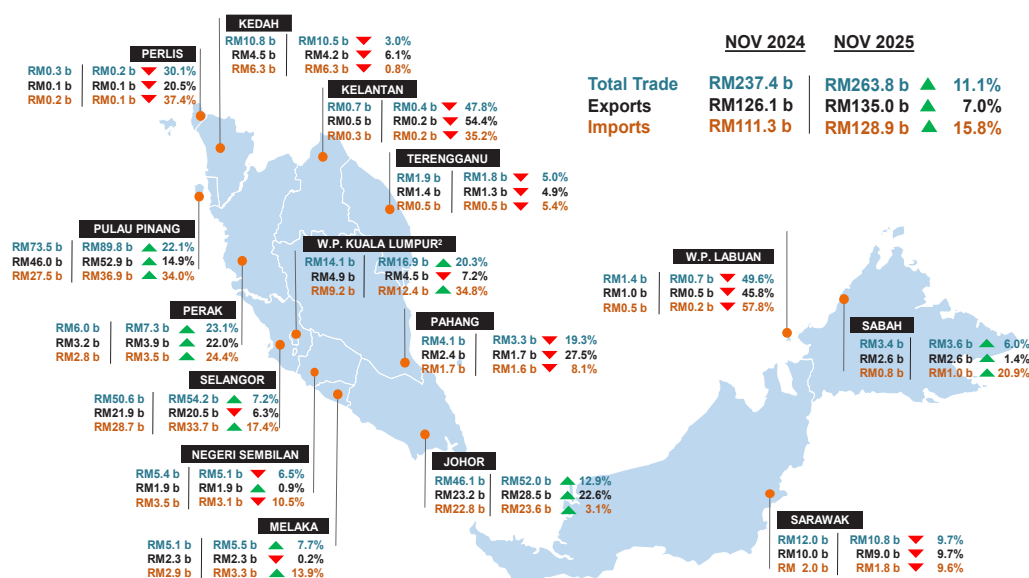 NOV 2024 NOV 2025
Total Trade RM237.4 b RM263.8 b ▲ 11.1%
Exports RM126.1 b RM135.0 b ▲ 7.0%
Imports RM111.3 b RM128.9 b ▲ 15.8%
KEDAH
RM10.8 b RM10.5 b ▼ 3.0%
RM4.5 b RM4.2 b ▼ 6.1%
RM6.3 b RM6.3 b ▼ 0.8%
PERLIS
RM0.3 b RM0.2 b ▼ 30.1%
RM0.1 b RM0.1 b ▼ 20.5%
RM0.2 b RM0.1 b ▼ 37.4%
KELANTAN
RM0.7 b RM0.4 b ▼ 47.8%
RM0.5 b RM0.2 b ▼ 54.4%
RM0.3 b RM0.2 b ▼ 35.2%
TERENGGANU
RM1.9 b RM1.8 b ▼ 5.0%
RM1.4 b RM1.3 b ▼ 4.9%
RM0.5 b RM0.5 b ▼ 5.4%
PULAU PINANG
RM73.5 b RM89.8 b ▲ 22.1%
RM46.0 b RM52.9 b ▲ 14.9%
RM27.5 b RM36.9 b ▲ 34.0%
W.P. KUALA LUMPUR²
RM14.1 b RM16.9 b ▲ 20.3%
RM4.9 b RM4.5 b ▼ 7.2%
RM9.2 b RM12.4 b ▲ 34.8%
W.P. LABUAN
RM1.4 b RM0.7 b ▼ 49.6%
RM1.0 b RM0.5 b ▼ 45.8%
RM0.5 b RM0.2 b ▼ 57.8%
PERAK
RM6.0 b RM7.3 b ▲ 23.1%
RM3.2 b RM3.9 b ▲ 22.0%
RM2.8 b RM3.5 b ▲ 24.4%
PAHANG
RM4.1 b RM3.3 b ▼ 19.3%
RM2.4 b RM1.7 b ▼ 27.5%
RM1.7 b RM1.6 b ▼ 8.1%
SABAH
RM3.4 b RM3.6 b ▲ 6.0%
RM2.6 b RM2.6 b ▲ 1.4%
RM0.8 b RM1.0 b ▲ 20.9%
SELANGOR
RM50.6 b RM54.2 b ▲ 7.2%
RM21.9 b RM20.5 b ▼ 6.3%
RM28.7 b RM33.7 b ▲ 17.4%
NEGERI SEMBILAN
RM5.4 b RM5.1 b ▼ 6.5%
RM1.9 b RM1.9 b ▲ 0.9%
RM3.5 b RM3.1 b ▼ 10.5%
JOHOR
RM46.1 b RM52.0 b ▲ 12.9%
RM23.2 b RM28.5 b ▲ 22.6%
RM22.8 b RM23.6 b ▲ 3.1%
MELAKA
RM5.1 b RM5.5 b ▲ 7.7%
RM2.3 b RM2.3 b ▼ 0.2%
RM2.9 b RM3.3 b ▲ 13.9%
SARAWAK
RM12.0 b RM10.8 b ▼ 9.7%
RM10.0 b RM9.0 b ▼ 9.7%
RM 2.0 b RM1.8 b ▼ 9.6%